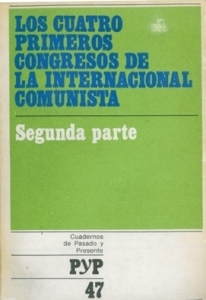 LOS CUATRO
PRIMEROS
CONGRESOS DE
LA INTERNACIONAL
COMUNISTA
Segunda parte
Cuadernos
de Pasado y
Presente
PYP
47